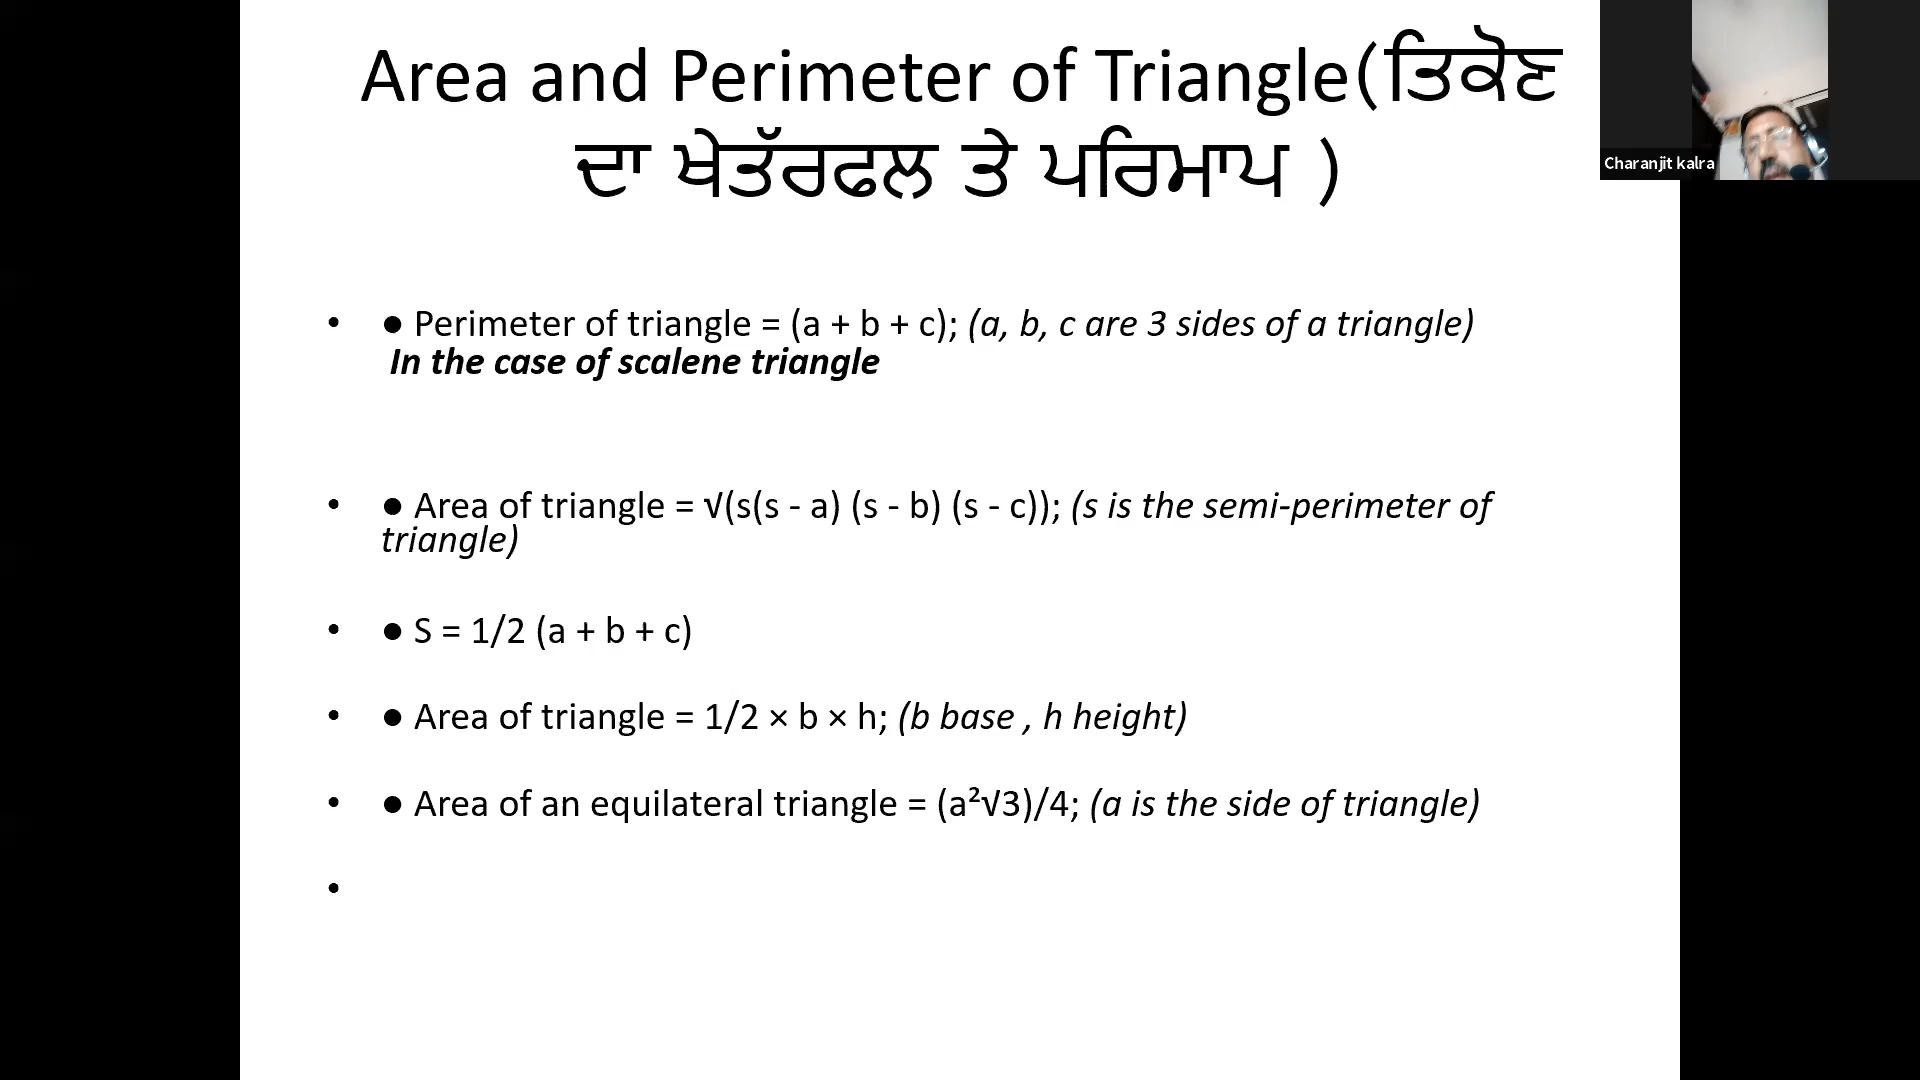 Area and Perimeter of Triangle(ਤਿਕੋਣ
ਦਾ ਖੇਤੱਰਫਲ ਤੇ ਪਰਿਮਾਪ )
Charanjit kalra
• ● Perimeter of triangle = (a + b + c); (a, b, c are 3 sides of a triangle)
In the case of scalene triangle
• ● Area of triangle = √(s(s - a) (s - b) (s - c)); (s is the semi-perimeter of
triangle)
• ● S = 1/2 (a + b + c)
• ● Area of triangle = 1/2 × b × h; (b base , h height)
• ● Area of an equilateral triangle = (a²√3)/4; (a is the side of triangle)
•